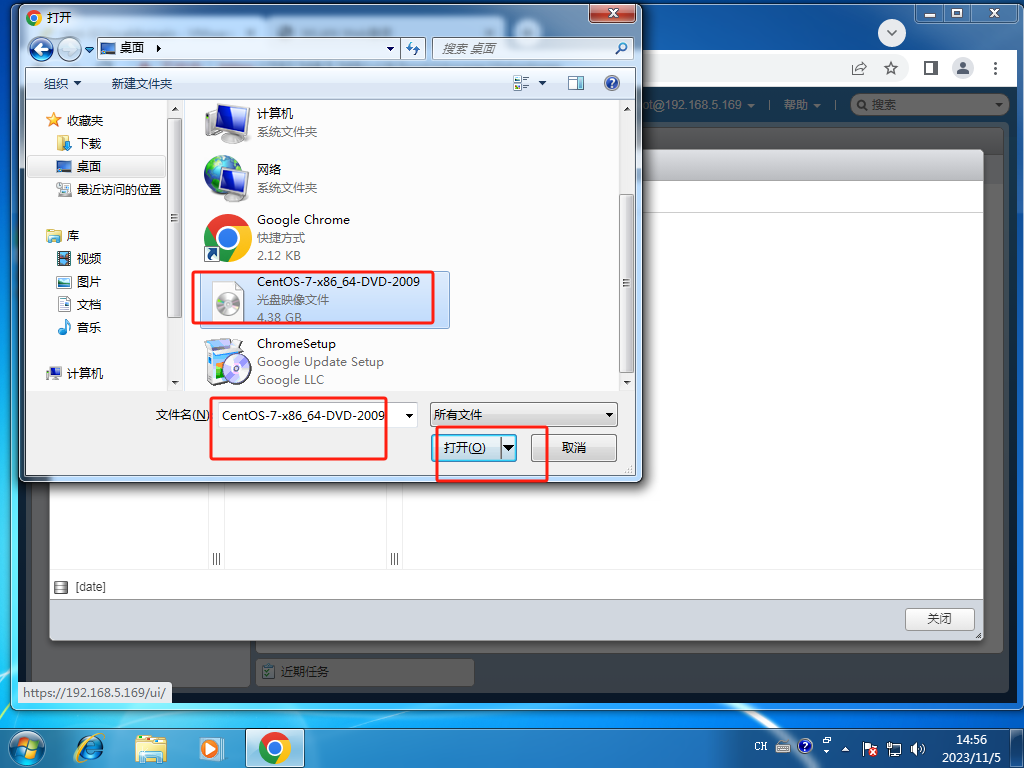 打开
桌面
搜索 桌面
组织
新建文件夹
收藏夹
下载
桌面
最近访问的位置
库
视频
图片
文档
音乐
计算机
计算机
系统文件夹
网络
系统文件夹
Google Chrome
快捷方式
2.12 KB
CentOS-7-x86_64-DVD-2009
光盘映像文件
4.38 GB
ChromeSetup
Google Update Setup
Google LLC
文件名(N)
CentOS-7-x86_64-DVD-2009
所有文件
打开(O)
取消
ot@192.168.5.169
帮助
搜索
[date]
关闭
近期任务
https://192.168.5.169/ui/
CH
14:56
2023/11/5